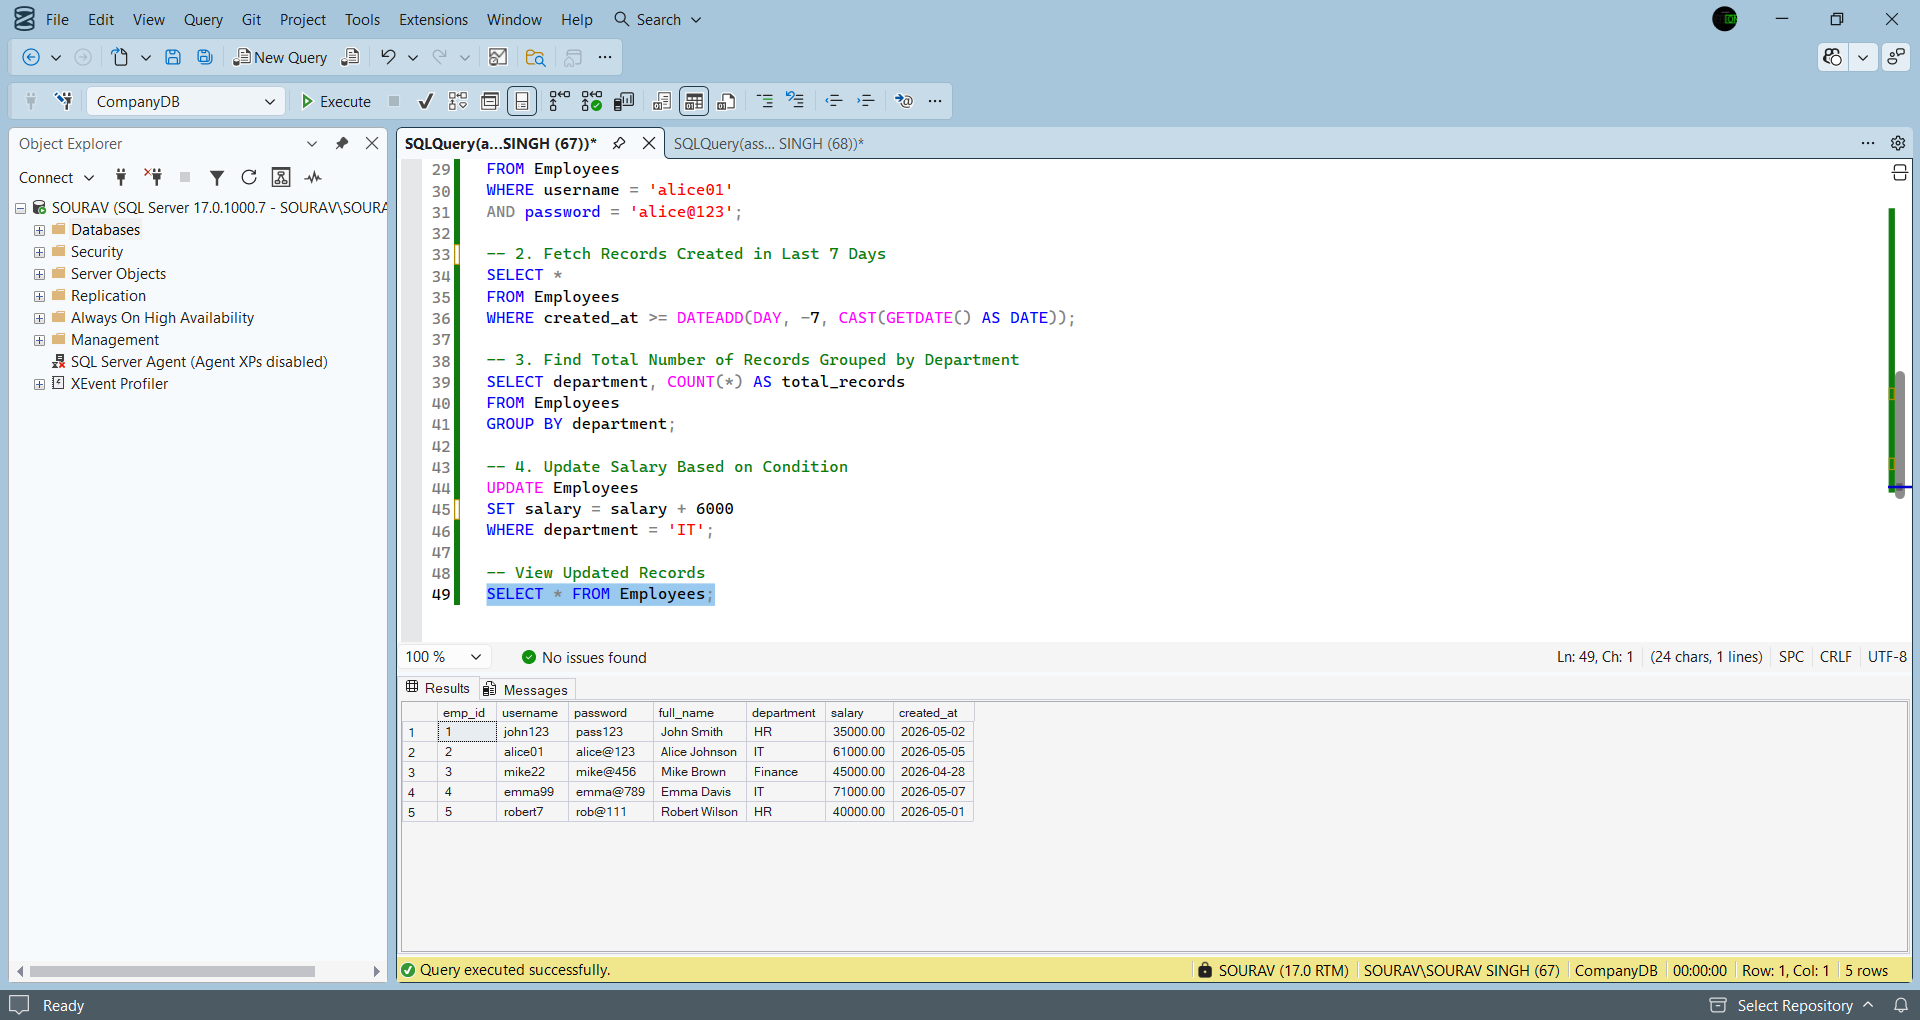 File Edit View Query Git Project Tools Extensions Window Help Search
New Query
CompanyDB Execute
Object Explorer
Connect
SOURAV (SQL Server 17.0.1000.7 - SOURAV\SOURA
Databases
Security
Server Objects
Replication
Always On High Availability
Management
SQL Server Agent (Agent XPs disabled)
XEvent Profiler
SQLQuery(a...SINGH (67))* SQLQuery(ass... SINGH (68))*
29 FROM Employees
30 WHERE username = 'alice01'
31 AND password = 'alice@123';
32
33 -- 2. Fetch Records Created in Last 7 Days
34 SELECT *
35 FROM Employees
36 WHERE created_at >= DATEADD(DAY, -7, CAST(GETDATE() AS DATE));
37
38 -- 3. Find Total Number of Records Grouped by Department
39 SELECT department, COUNT(*) AS total_records
40 FROM Employees
41 GROUP BY department;
42
43 -- 4. Update Salary Based on Condition
44 UPDATE Employees
45 SET salary = salary + 6000
46 WHERE department = 'IT';
47
48 -- View Updated Records
49 SELECT * FROM Employees;
100 % No issues found Ln: 49, Ch: 1 (24 chars, 1 lines) SPC CRLF UTF-8
Results Messages
emp_id username password full_name department salary created_at
1 1 john123 pass123 John Smith HR 35000.00 2026-05-02
2 2 alice01 alice@123 Alice Johnson IT 61000.00 2026-05-05
3 3 mike22 mike@456 Mike Brown Finance 45000.00 2026-04-28
4 4 emma99 emma@789 Emma Davis IT 71000.00 2026-05-07
5 5 robert7 rob@111 Robert Wilson HR 40000.00 2026-05-01
Query executed successfully. SOURAV (17.0 RTM) SOURAV\SOURAV SINGH (67) CompanyDB 00:00:00 Row: 1, Col: 1 5 rows
Ready Select Repository